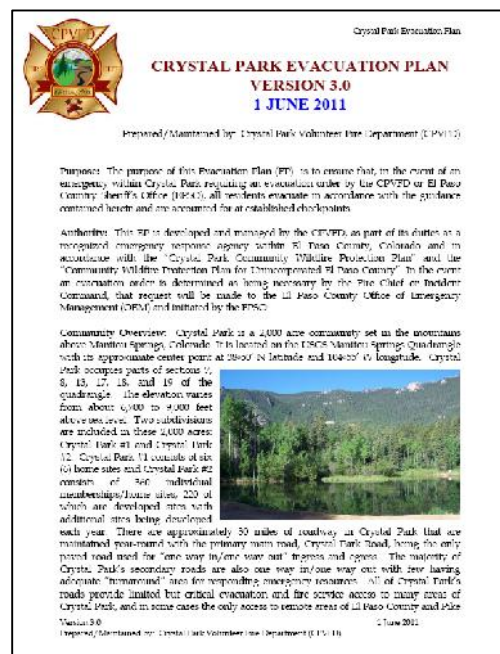 CPVFD
Crystal Park Evacuation Plan
CRYSTAL PARK EVACUATION PLAN
VERSION 3.0
1 JUNE 2011
Prepared/Maintained by: Crystal Park Volunteer Fire Department (CPVFD)
Purpose: The purpose of this Evacuation Plan (EP) is to ensure that, in the event of an
emergency within Crystal Park requiring an evacuation order by the CPVFD or El Paso
Country Sheriff's Office (EPSO), all residents evacuate in accordance with the guidance
contained herein and are accounted for at established checkpoints.
Authority: This EP is developed and managed by the CPVFD, as part of its duties as a
recognized emergency response agency within El Paso County, Colorado and in
accordance with the "Crystal Park Community Wildfire Protection Plan" and the
"Community Wildfire Protection Plan for Unincorporated El Paso County". In the event
an evacuation order is determined as being necessary by the Fire Chief or Incident
Command, that request will be made to the El Paso County Office of Emergency
Management (OEM) and initiated by the EPSO.
Community Overview: Crystal Park is a 2,000 acre community set in the mountains
above Manitou Springs, Colorado. It is located on the USGS Manitou Springs Quadrangle
with its approximate center point at N latitude and W longitude. Crystal
Park occupies parts of sections 7,
8, 13, 17, 18, and 19 of the
quadrangle. The elevation varies
from about to 9,000 feet
above sea level. Two subdivisions
are included in these 2,000 acres:
Crystal Park #1 and Crystal Park
#2. Crystal Park #1 consists of six
(6) home sites and Crystal Park #2
consists of 360 individual
memberships/home sites, 220 of
which are developed sites with
additional sites being developed
each year. There are approximately 30 miles of roadway in Crystal Park that are
maintained year-round with the primary main road, Crystal Park Road, being the only
paved road used for "one way in/one way out" ingress and egress. The majority of
Crystal Park's secondary roads are also one way in/one way out with few having
adequate "turnaround" area for responding emergency resources. All of Crystal Park's
roads provide limited but critical evacuation and fire service access to many areas of
Crystal Park, and in some cases the only access to remote areas of El Paso County and Pike
Version 3.0
1 June 2011
Prepared/Maintained by: Crystal Park Volunteer Fire Department (CPVFD)